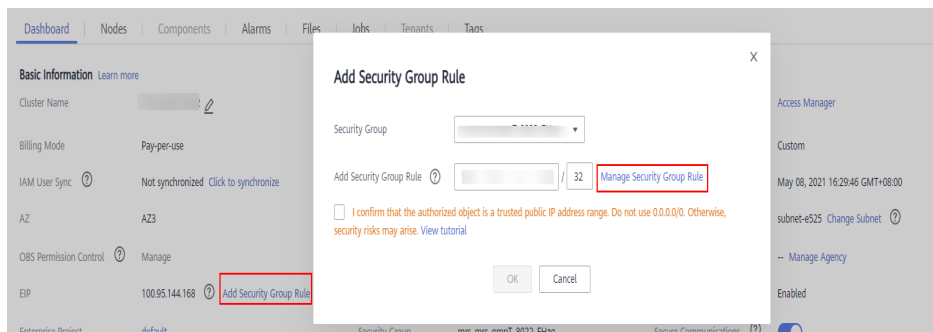 Dashboard Nodes Components Alarms Files Jobs Tenants Tags
X
Add Security Group Rule
Basic Information Learn more
Cluster Name
Access Manager
Security Group
Billing Mode Pay-per-use
Custom
Add Security Group Rule ? / 32 Manage Security Group Rule
IAM User Sync ? Not synchronized Click to synchronize
May 08, 2021 16:29:46 GMT+08:00
I confirm that the authorized object is a trusted public IP address range. Do not use 0.0.0.0/0. Otherwise,
security risks may arise. View tutorial
AZ AZ3
subnet-e525 Change Subnet ?
OBS Permission Control ? Manage
-- Manage Agency
OK Cancel
EIP 100.95.144.168 ? Add Security Group Rule
Enabled
Enterprise Project default Security Group Secure Communications ?